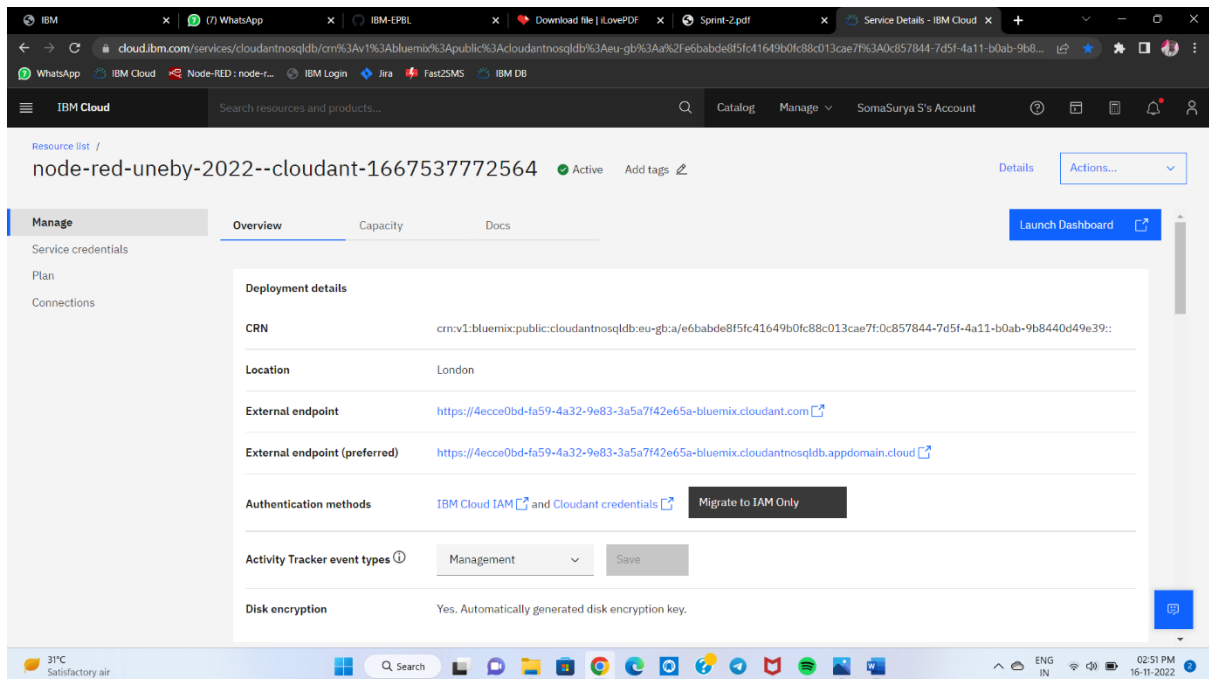 IBM
(7) WhatsApp
IBM-EPBL
Download file | iLovePDF
Sprint-2.pdf
Service Details - IBM Cloud
cloud.ibm.com/services/cloudantnosqldb/crn%3Av1%3Abluemix%3Apublic%3Acloudantnosqldb%3Aeu-gb%3Aa%2Fe6babde8f5fc41649b0fc88c013cae7f%3A0c857844-7d5f-4a11-b0ab-9b8...
WhatsApp IBM Cloud Node-RED : node-r... IBM Login Jira Fast2SMS IBM DB
IBM Cloud Search resources and products... Catalog Manage SomaSurya S's Account
Resource list /
node-red-uneby-2022--cloudant-1667537772564 Active Add tags Details Actions...
Manage
Service credentials
Plan
Connections
Overview Capacity Docs Launch Dashboard
Deployment details
CRN crn:v1:bluemix:public:cloudantnosqldb:eu-gb:a/e6babde8f5fc41649b0fc88c013cae7f:0c857844-7d5f-4a11-b0ab-9b8440d49e39::
Location London
External endpoint https://4ecce0bd-fa59-4a32-9e83-3a5a7f42e65a-bluemix.cloudant.com
External endpoint (preferred) https://4ecce0bd-fa59-4a32-9e83-3a5a7f42e65a-bluemix.cloudantnosqldb.appdomain.cloud
Authentication methods IBM Cloud IAM and Cloudant credentials Migrate to IAM Only
Activity Tracker event types Management Save
Disk encryption Yes. Automatically generated disk encryption key.
31°C
Satisfactory air
Search
ENG
IN
02:51 PM
16-11-2022
2